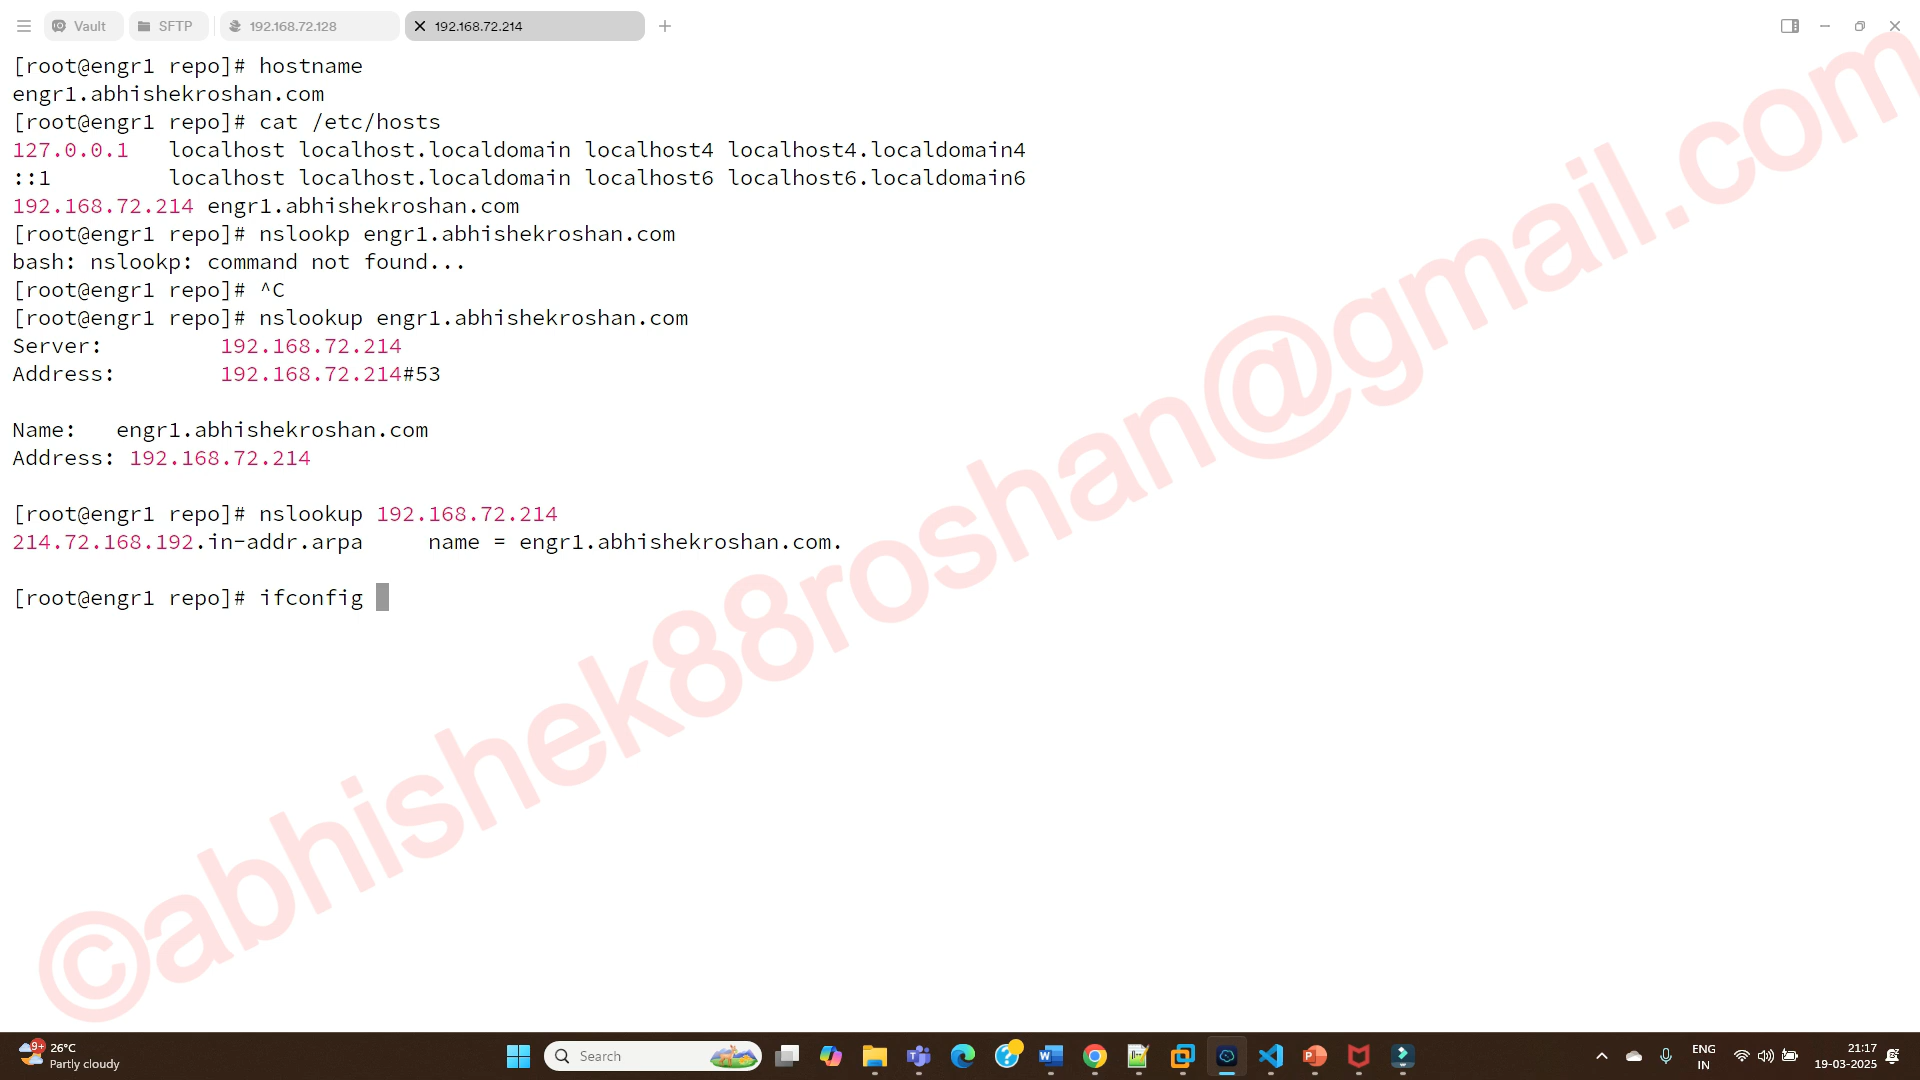 Vault
SFTP
192.168.72.128
192.168.72.214
[root@engr1 repo]# hostname
engr1.abhishekroshan.com
[root@engr1 repo]# cat /etc/hosts
127.0.0.1   localhost localhost.localdomain localhost4 localhost4.localdomain4
::1         localhost localhost.localdomain localhost6 localhost6.localdomain6
192.168.72.214 engr1.abhishekroshan.com
[root@engr1 repo]# nslookp engr1.abhishekroshan.com
bash: nslookp: command not found...
[root@engr1 repo]# ^C
[root@engr1 repo]# nslookup engr1.abhishekroshan.com
Server:         192.168.72.214
Address:        192.168.72.214#53
Name:   engr1.abhishekroshan.com
Address: 192.168.72.214
[root@engr1 repo]# nslookup 192.168.72.214
214.72.168.192.in-addr.arpa     name = engr1.abhishekroshan.com.
[root@engr1 repo]# ifconfig
©abhishek88roshan@gmail.com
9+
26°C
Partly cloudy
Search
ENG
IN
21:17
19-03-2025